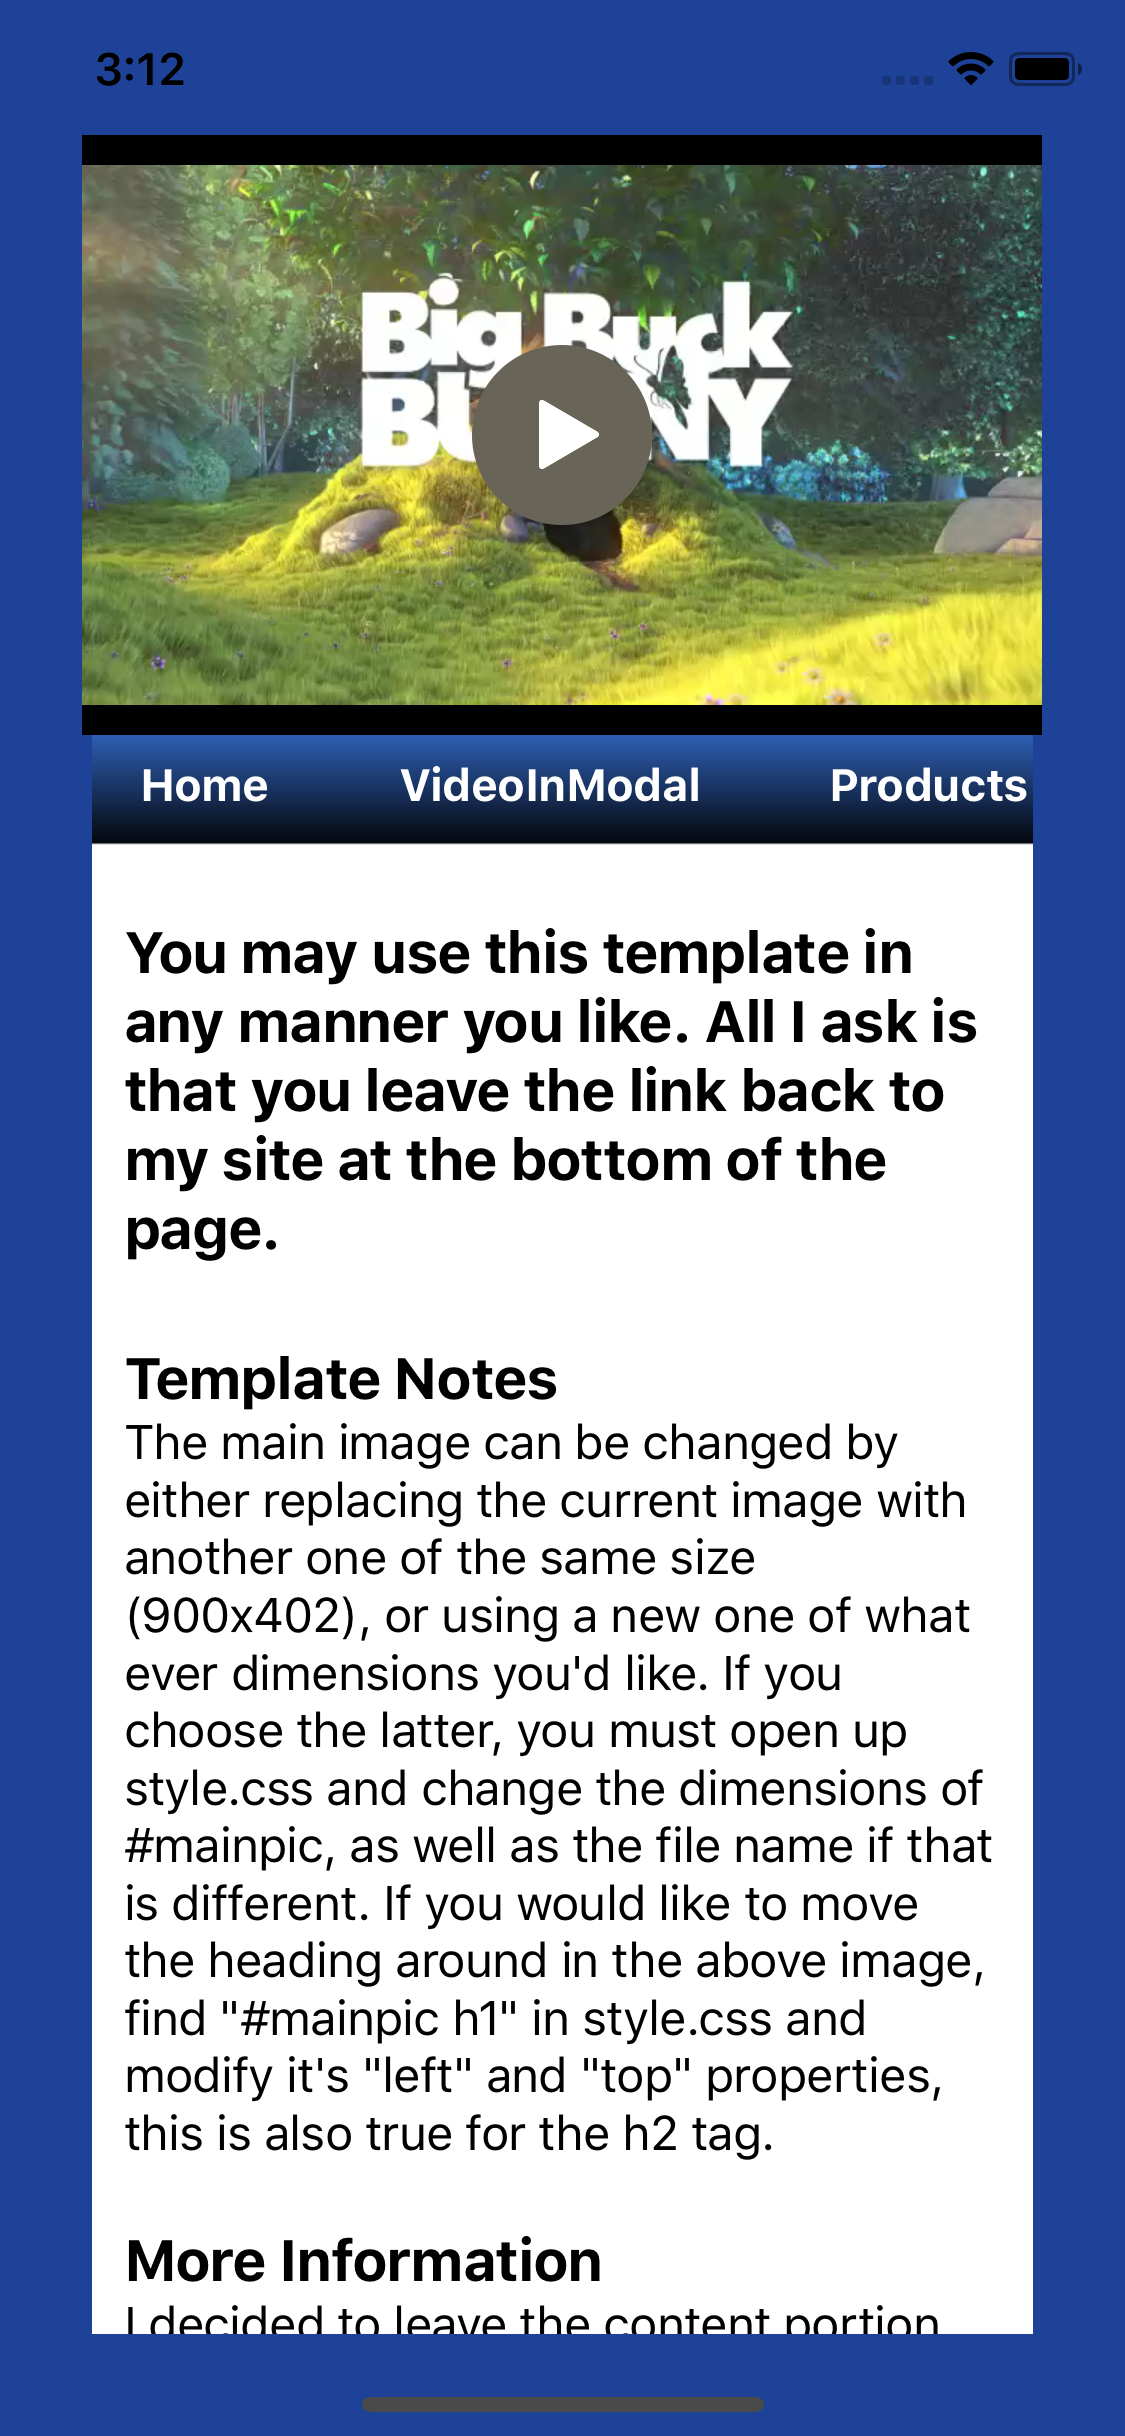 3:12
Big Buck
Home VideoInModal Products
You may use this template in
any manner you like. All I ask is
that you leave the link back to
my site at the bottom of the
page.
Template Notes
The main image can be changed by
either replacing the current image with
another one of the same size
(900x402), or using a new one of what
ever dimensions you'd like. If you
choose the latter, you must open up
style.css and change the dimensions of
#mainpic, as well as the file name if that
is different. If you would like to move
the heading around in the above image,
find "#mainpic h1" in style.css and
modify it's "left" and "top" properties,
this is also true for the h2 tag.
More Information
I decided to leave the content portion